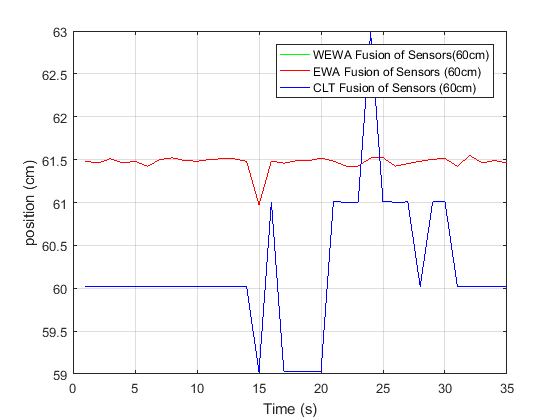 63
62.5
62
61.5
61
60.5
60
59.5
59
position (cm)
WEWA Fusion of Sensors(60cm)
EWA Fusion of Sensors (60cm)
CLT Fusion of Sensors (60cm)
0 5 10 15 20 25 30 35
Time (s)